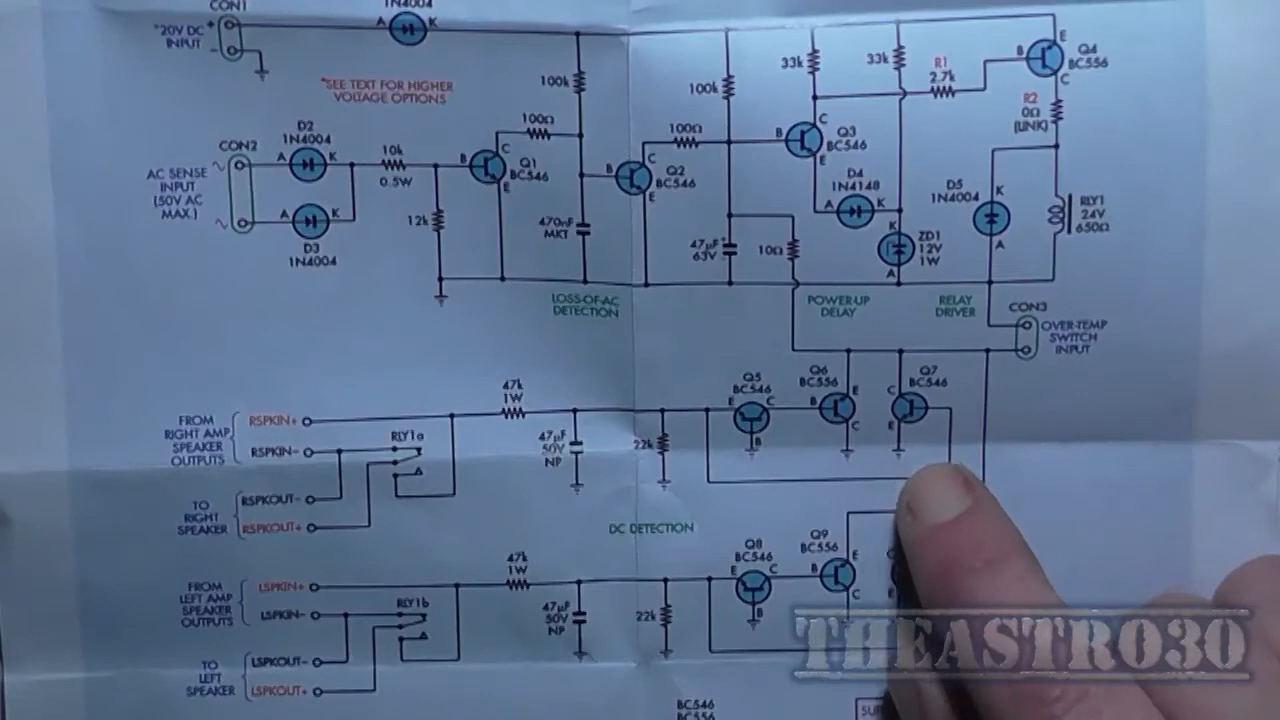 CON1
*20V DC
INPUT
+
−
1N4004
A
K
*SEE TEXT FOR HIGHER
VOLTAGE OPTIONS
AC SENSE
INPUT
(50V AC
MAX.)
CON2
D2
1N4004
A
K
A
K
D3
1N4004
10k
0.5W
12k
100Ω
100k
B
C
E
Q1
BC546
470nF
MKT
100Ω
B
C
E
Q2
BC546
100k
47µF
63V
+
10Ω
33k
B
C
E
Q3
BC546
D4
1N4148
A
K
33k
K
A
ZD1
12V
1W
R1
2.7k
B
E
C
Q4
BC556
R2
0Ω
(LINK)
D5
1N4004
K
A
RLY1
24V
650Ω
LOSS-OF-AC
DETECTION
POWER-UP
DELAY
RELAY
DRIVER
CON3
OVER-TEMP
SWITCH
INPUT
FROM
RIGHT AMP
SPEAKER
OUTPUTS
RSPKIN+
RSPKIN−
RLY1a
TO
RIGHT
SPEAKER
RSPKOUT−
RSPKOUT+
47k
1W
47µF
50V
NP
22k
Q5
BC546
E
C
B
Q6
BC556
B
E
C
Q7
BC546
C
E
DC DETECTION
FROM
LEFT AMP
SPEAKER
OUTPUTS
LSPKIN+
LSPKIN−
RLY1b
TO
LEFT
SPEAKER
LSPKOUT−
LSPKOUT+
47k
1W
47µF
50V
NP
22k
Q8
BC546
E
C
B
Q9
BC556
B
E
C
BC546
BC556
THEASTRO30